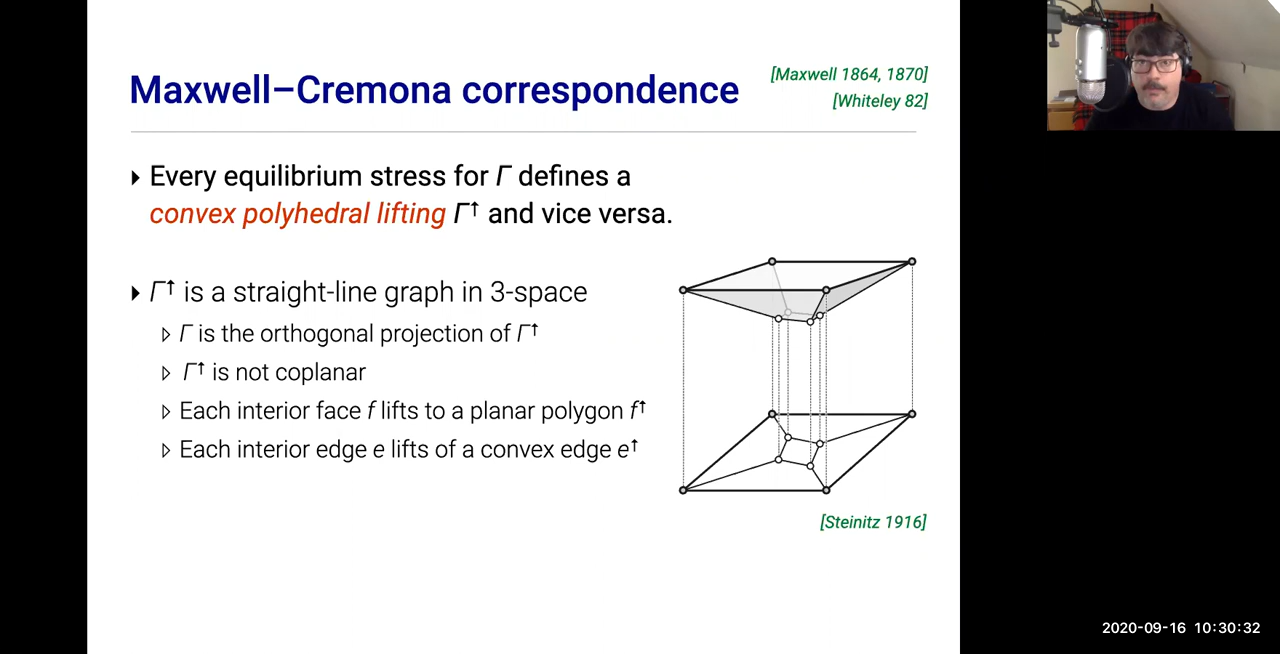 Maxwell–Cremona correspondence
[Maxwell 1864, 1870]
[Whiteley 82]
‣ Every equilibrium stress for Γ defines a
convex polyhedral lifting Γ↑ and vice versa.
‣ Γ↑ is a straight-line graph in 3-space
▹ Γ is the orthogonal projection of Γ↑
▹ Γ↑ is not coplanar
▹ Each interior face f lifts to a planar polygon f↑
▹ Each interior edge e lifts of a convex edge e↑
[Steinitz 1916]
2020-09-16 10:30:32